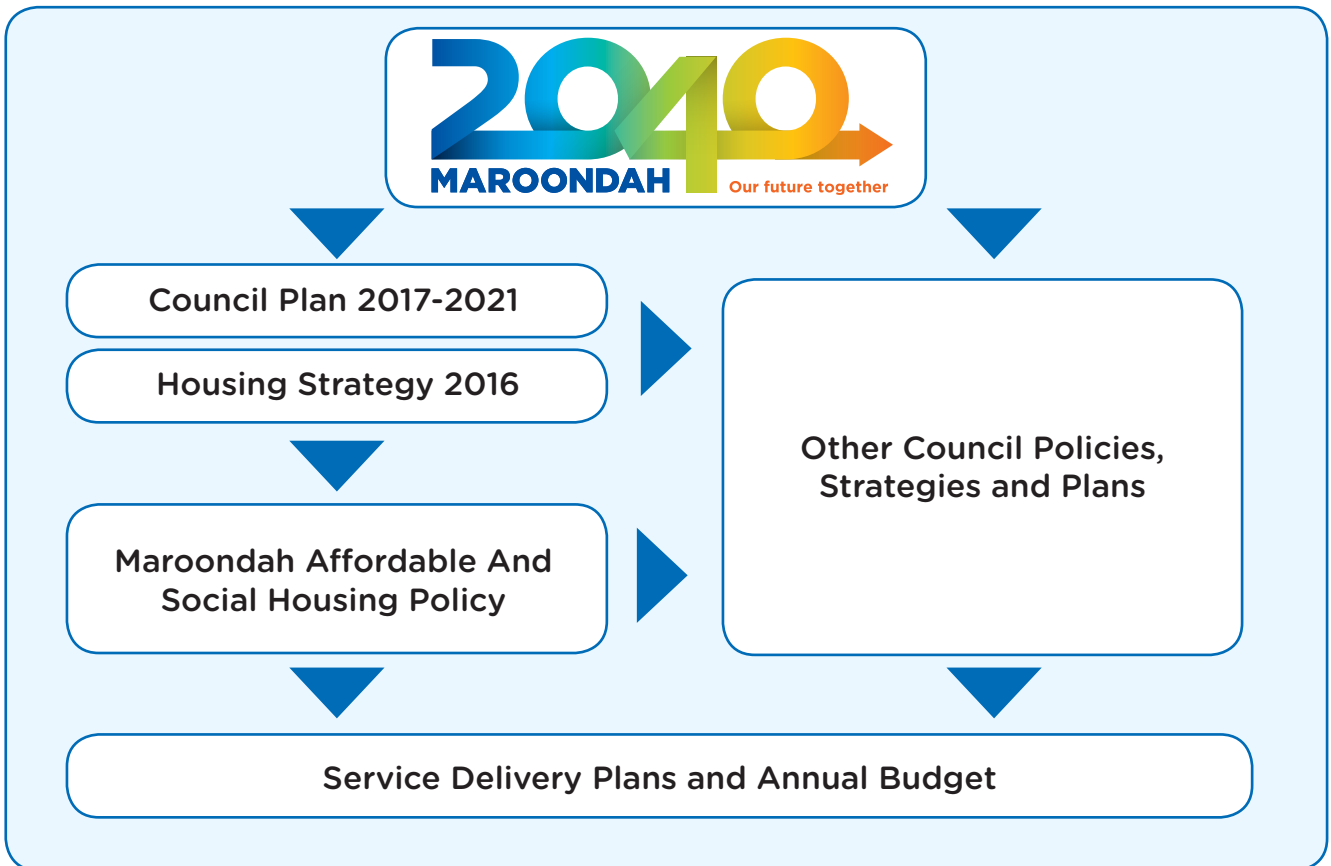 2040
MAROONDAH
Our future together
Council Plan 2017-2021
Housing Strategy 2016
Other Council Policies,
Strategies and Plans
Maroondah Affordable And
Social Housing Policy
Service Delivery Plans and Annual Budget